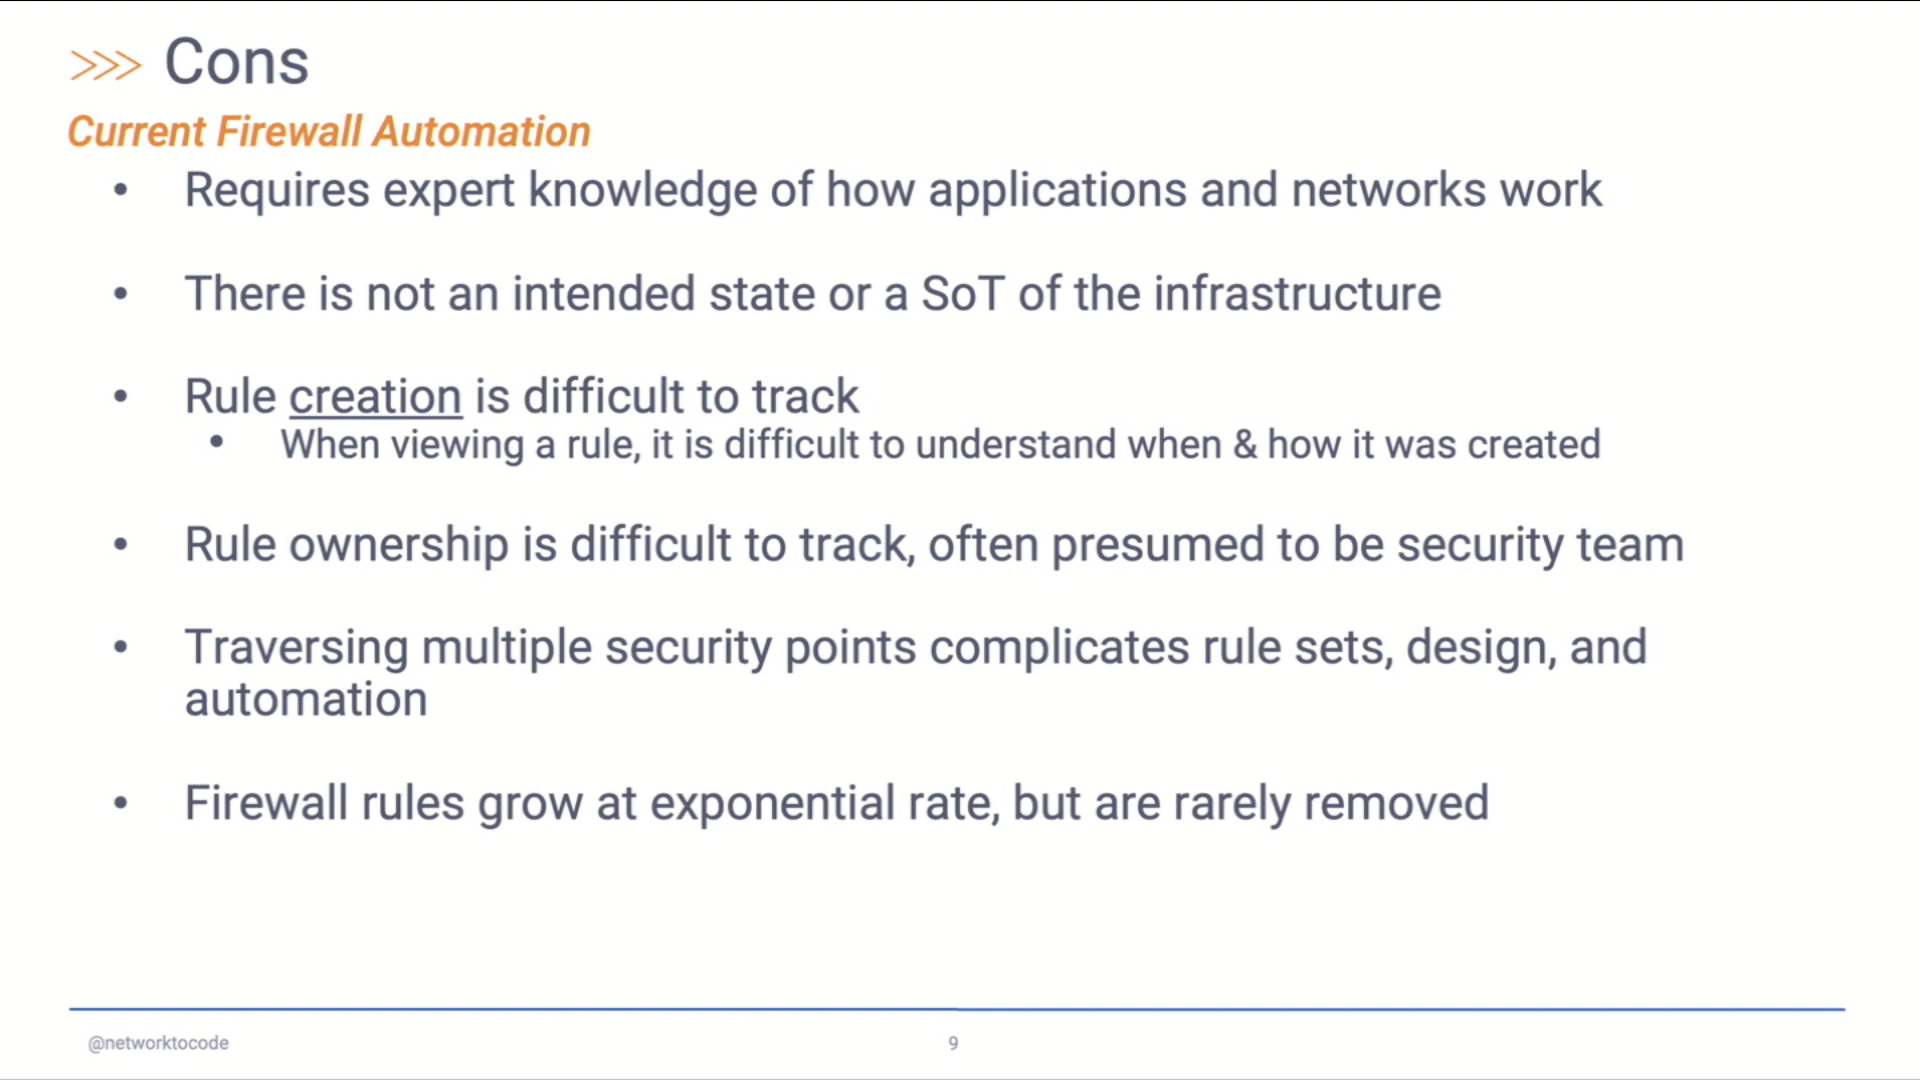 >>> Cons
Current Firewall Automation
• Requires expert knowledge of how applications and networks work
• There is not an intended state or a SoT of the infrastructure
• Rule creation is difficult to track
• When viewing a rule, it is difficult to understand when & how it was created
• Rule ownership is difficult to track, often presumed to be security team
• Traversing multiple security points complicates rule sets, design, and
automation
• Firewall rules grow at exponential rate, but are rarely removed
@networktocode
9